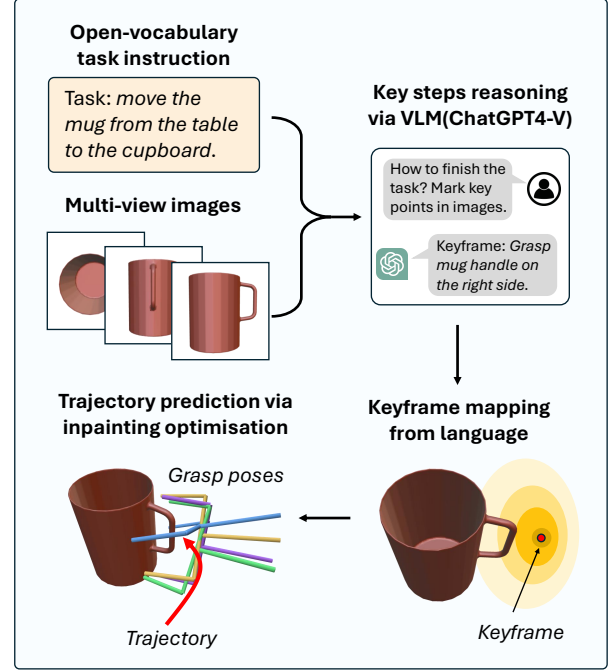 Open-vocabulary
task instruction
Task: move the
mug from the table
to the cupboard.
Multi-view images
Key steps reasoning
via VLM(ChatGPT4-V)
How to finish the
task? Mark key
points in images.
Keyframe: Grasp
mug handle on
the right side.
Keyframe mapping
from language
Keyframe
Trajectory prediction via
inpainting optimisation
Grasp poses
Trajectory